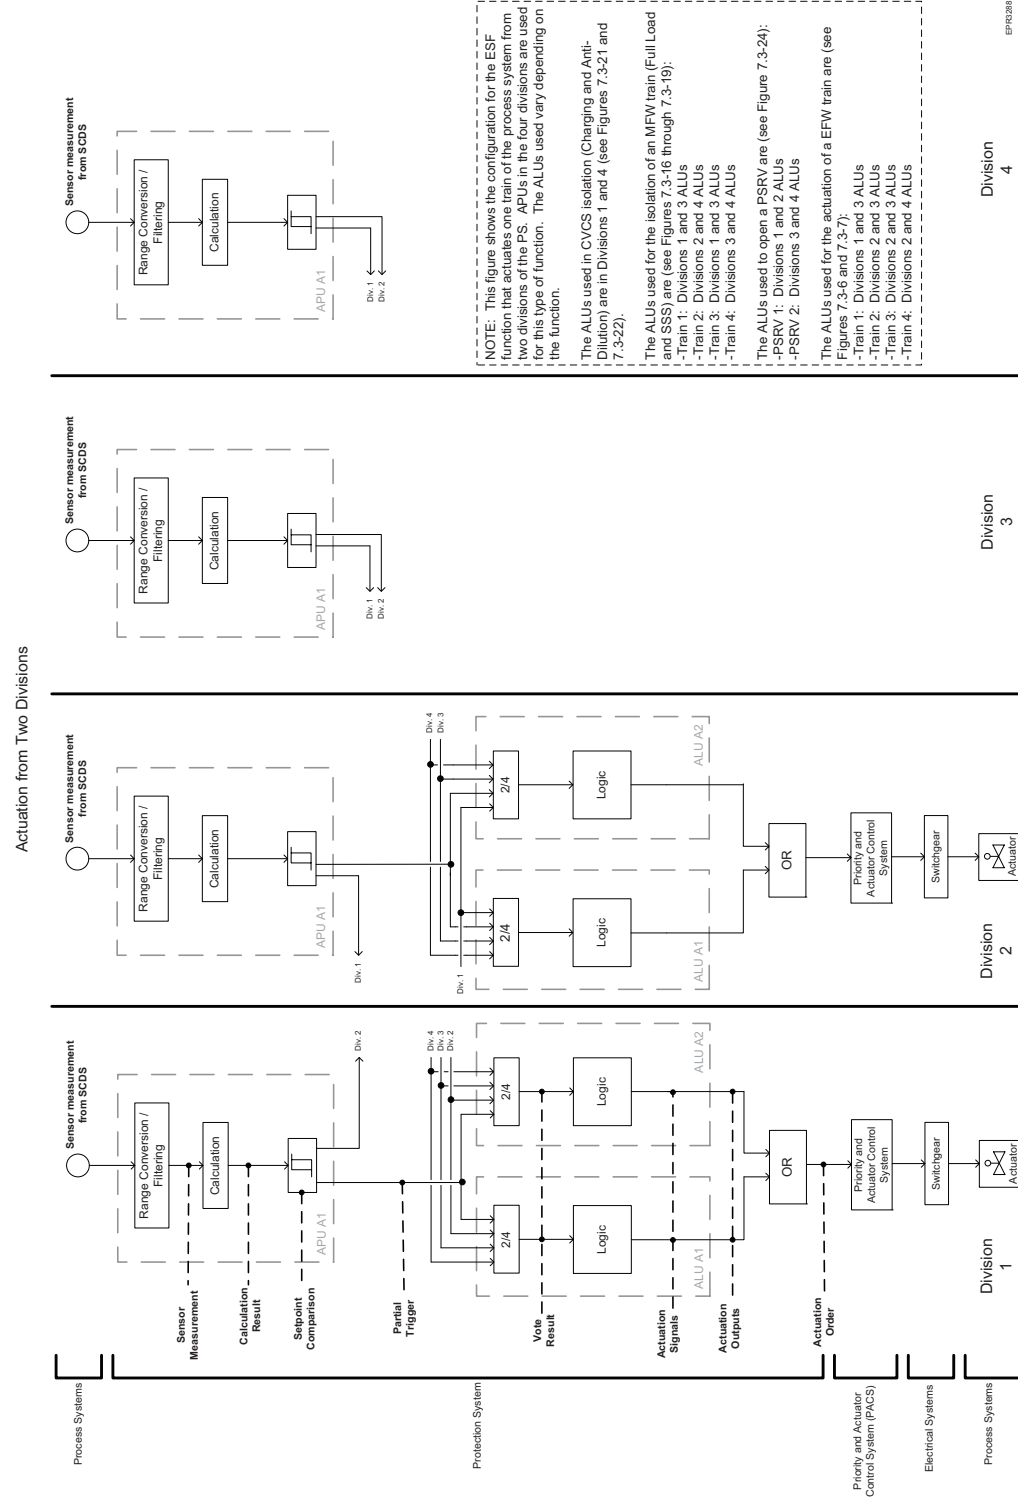 Actuation from Two Divisions
Process Systems
Protection System
Priority and Actuator
Control System (PACS)
Electrical Systems
Process Systems
Sensor
Measurement
Calculation
Result
Setpoint
Comparison
Partial
Trigger
Vote
Result
Actuation
Signals
Actuation
Outputs
Actuation
Order
Sensor measurement
from SCDS
Range Conversion /
Filtering
Calculation
APU A1
Div. 2
Div. 4
Div. 3
Div. 2
2/4
2/4
Logic
Logic
ALU A1
ALU A2
OR
Priority and
Actuator Control
System
Switchgear
Actuator
Division
1
Sensor measurement
from SCDS
Range Conversion /
Filtering
Calculation
APU A1
Div. 1
Div. 4
Div. 3
Div. 1
2/4
2/4
Logic
Logic
ALU A1
ALU A2
OR
Priority and
Actuator Control
System
Switchgear
Actuator
Division
2
Sensor measurement
from SCDS
Range Conversion /
Filtering
Calculation
APU A1
Div. 1
Div. 2
Division
3
Sensor measurement
from SCDS
Range Conversion /
Filtering
Calculation
APU A1
Div. 1
Div. 2
NOTE: This figure shows the configuration for the ESF
function that actuates one train of the process system from
two divisions of the PS. APUs in the four divisions are used
for this type of function. The ALUs used vary depending on
the function.
The ALUs used in CVCS isolation (Charging and Anti-
Dilution) are in Divisions 1 and 4 (see Figures 7.3-21 and
7.3-22).
The ALUs used for the isolation of an MFW train (Full Load
and SSS) are (see Figures 7.3-16 through 7.3-19):
-Train 1: Divisions 1 and 3 ALUs
-Train 2: Divisions 2 and 4 ALUs
-Train 3: Divisions 1 and 3 ALUs
-Train 4: Divisions 3 and 4 ALUs
The ALUs used to open a PSRV are (see Figure 7.3-24):
-PSRV 1: Divisions 1 and 2 ALUs
-PSRV 2: Divisions 3 and 4 ALUs
The ALUs used for the actuation of a EFW train are (see
Figures 7.3-6 and 7.3-7):
-Train 1: Divisions 1 and 3 ALUs
-Train 2: Divisions 2 and 3 ALUs
-Train 3: Divisions 2 and 3 ALUs
-Train 4: Divisions 2 and 4 ALUs
Division
4